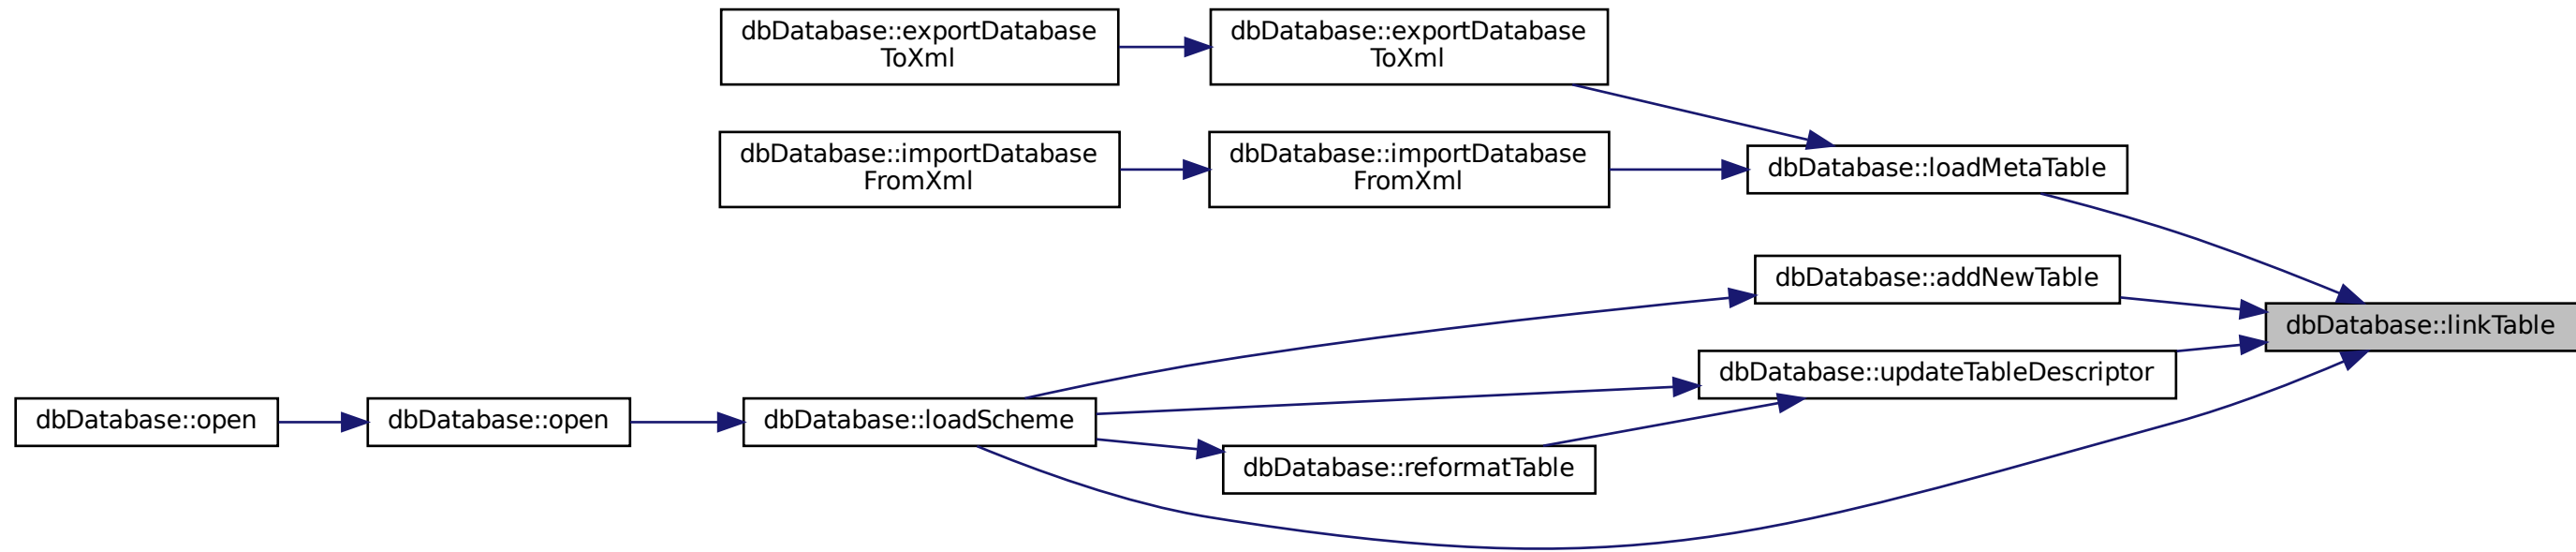 dbDatabase::exportDatabase
ToXml
dbDatabase::exportDatabase
ToXml
dbDatabase::importDatabase
FromXml
dbDatabase::importDatabase
FromXml
dbDatabase::loadMetaTable
dbDatabase::addNewTable
dbDatabase::linkTable
dbDatabase::updateTableDescriptor
dbDatabase::open
dbDatabase::open
dbDatabase::loadScheme
dbDatabase::reformatTable